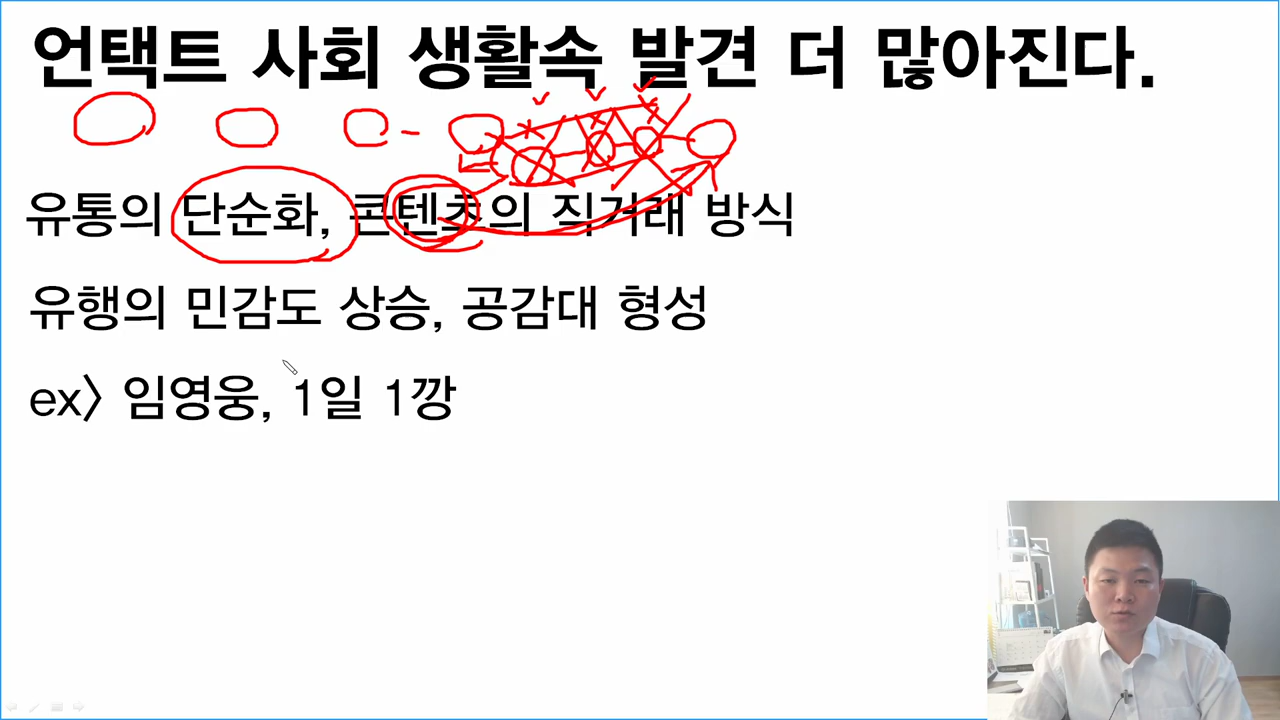 언택트 사회 생활속 발견 더 많아진다.
유통의 단순화, 콘텐츠의 직거래 방식
유행의 민감도 상승, 공감대 형성
ex> 임영웅, 1일 1깡